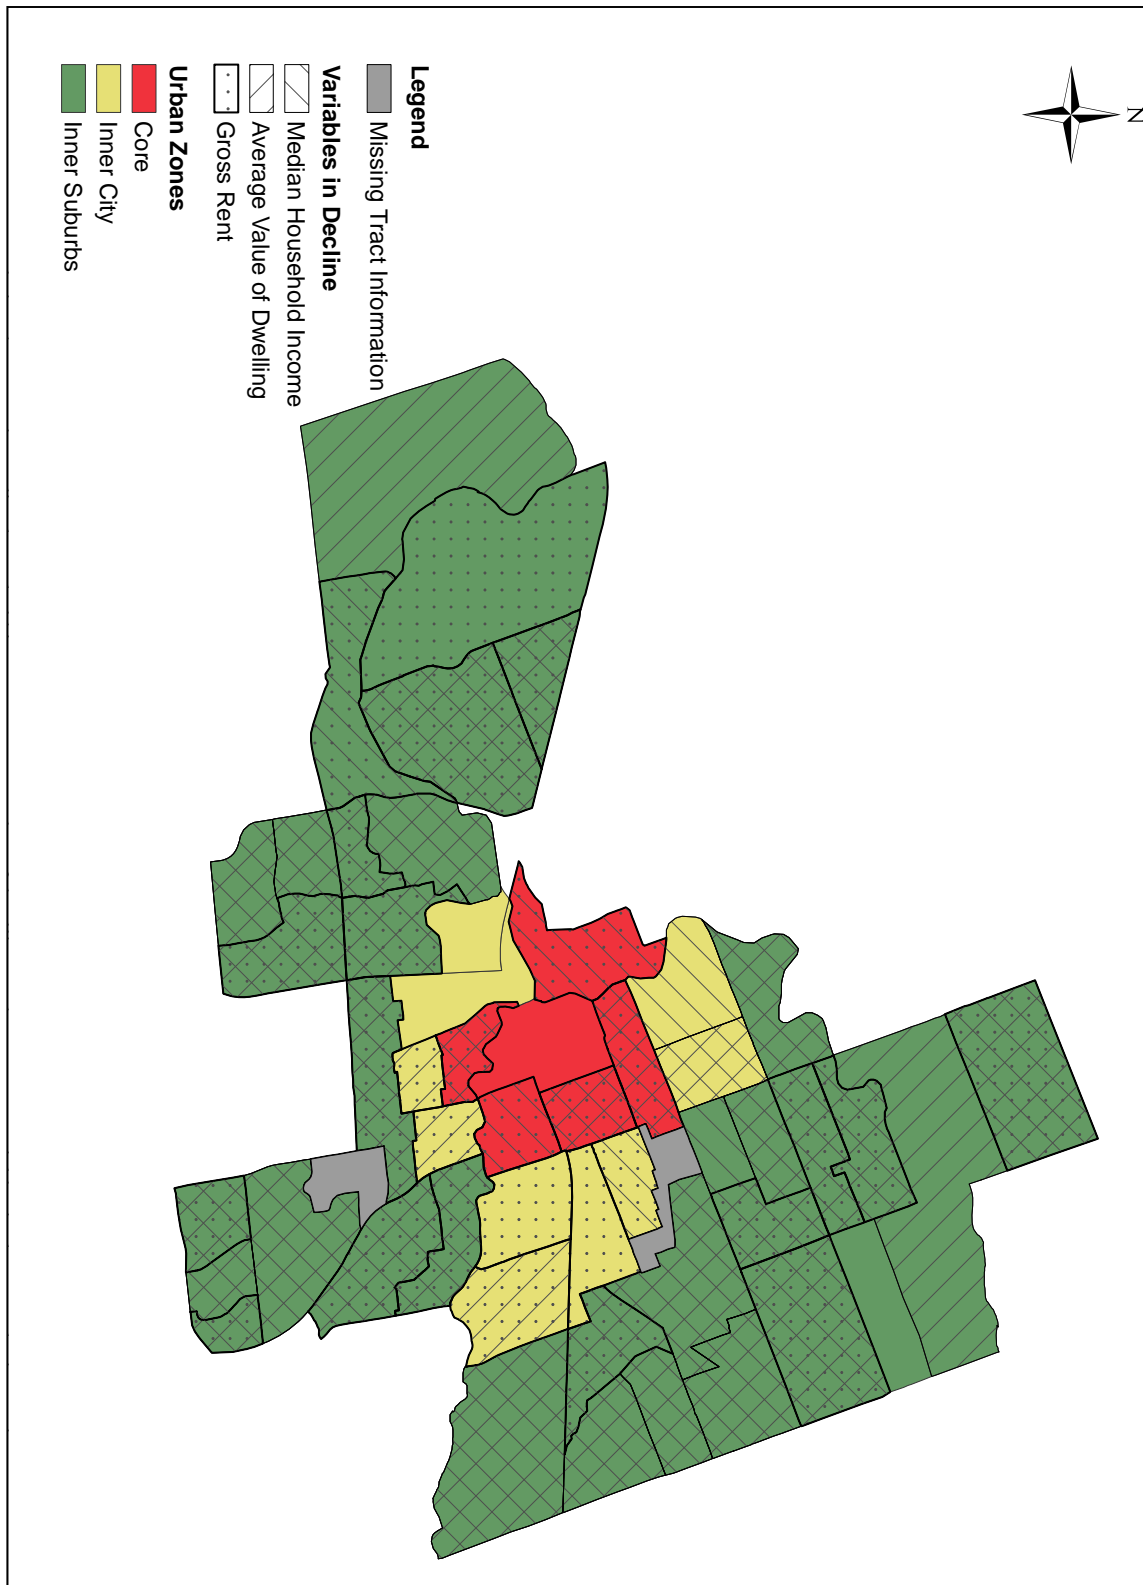 N
Legend
Missing Tract Information
Variables in Decline
Median Household Income
Average Value of Dwelling
Gross Rent
Urban Zones
Core
Inner City
Inner Suburbs